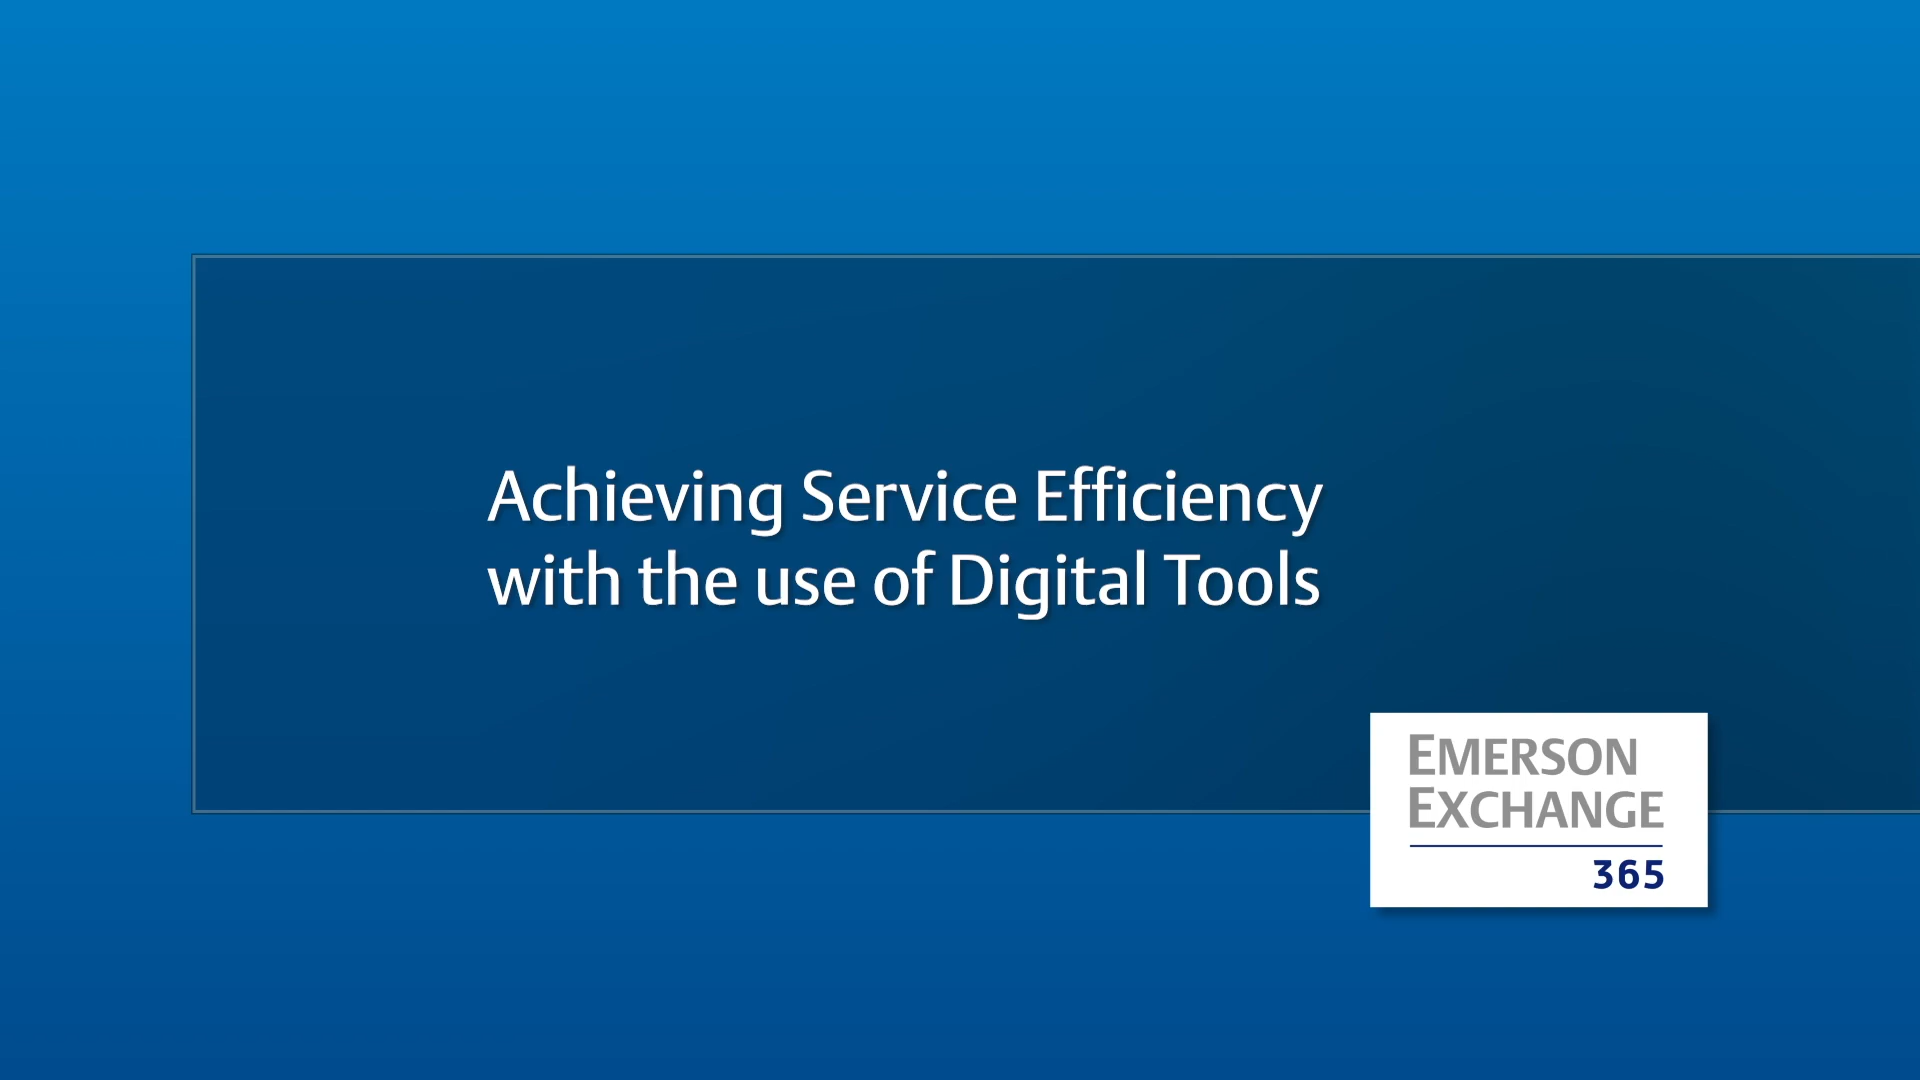 Achieving Service Efficiency
with the use of Digital Tools
EMERSON
EXCHANGE
365